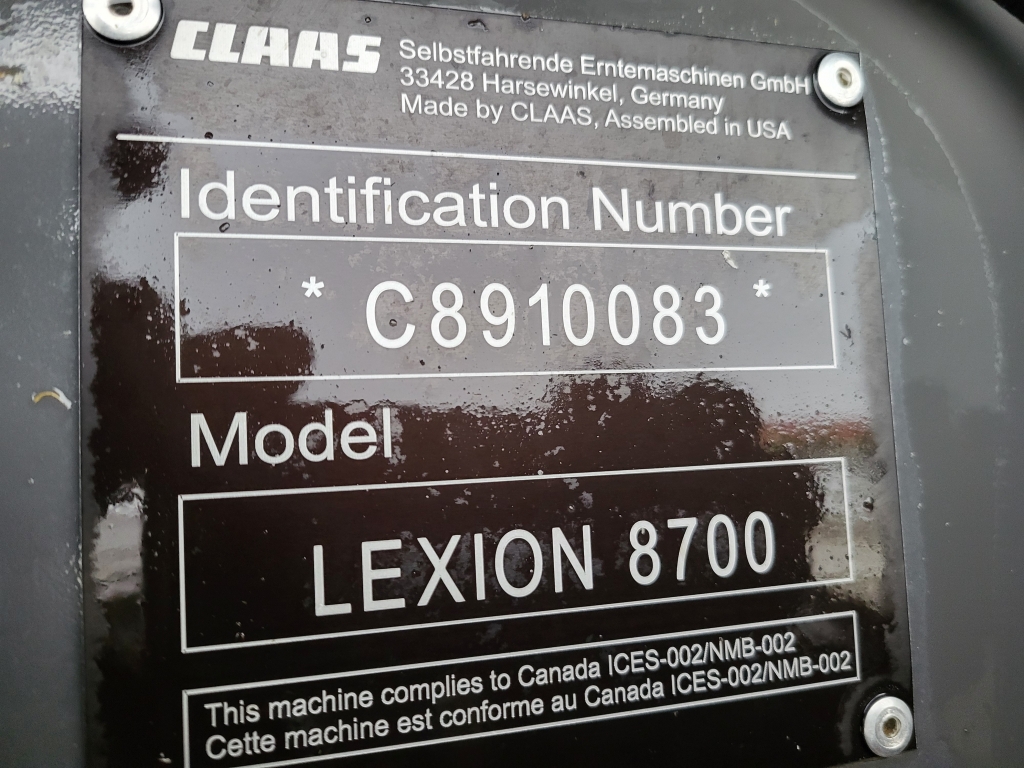 CLAAS
Selbstfahrende Erntemaschinen GmbH
33428 Harsewinkel, Germany
Made by CLAAS, Assembled in USA
Identification Number
* C8910083 *
Model
LEXION 8700
This machine complies to Canada ICES-002/NMB-002
Cette machine est conforme au Canada ICES-002/NMB-002